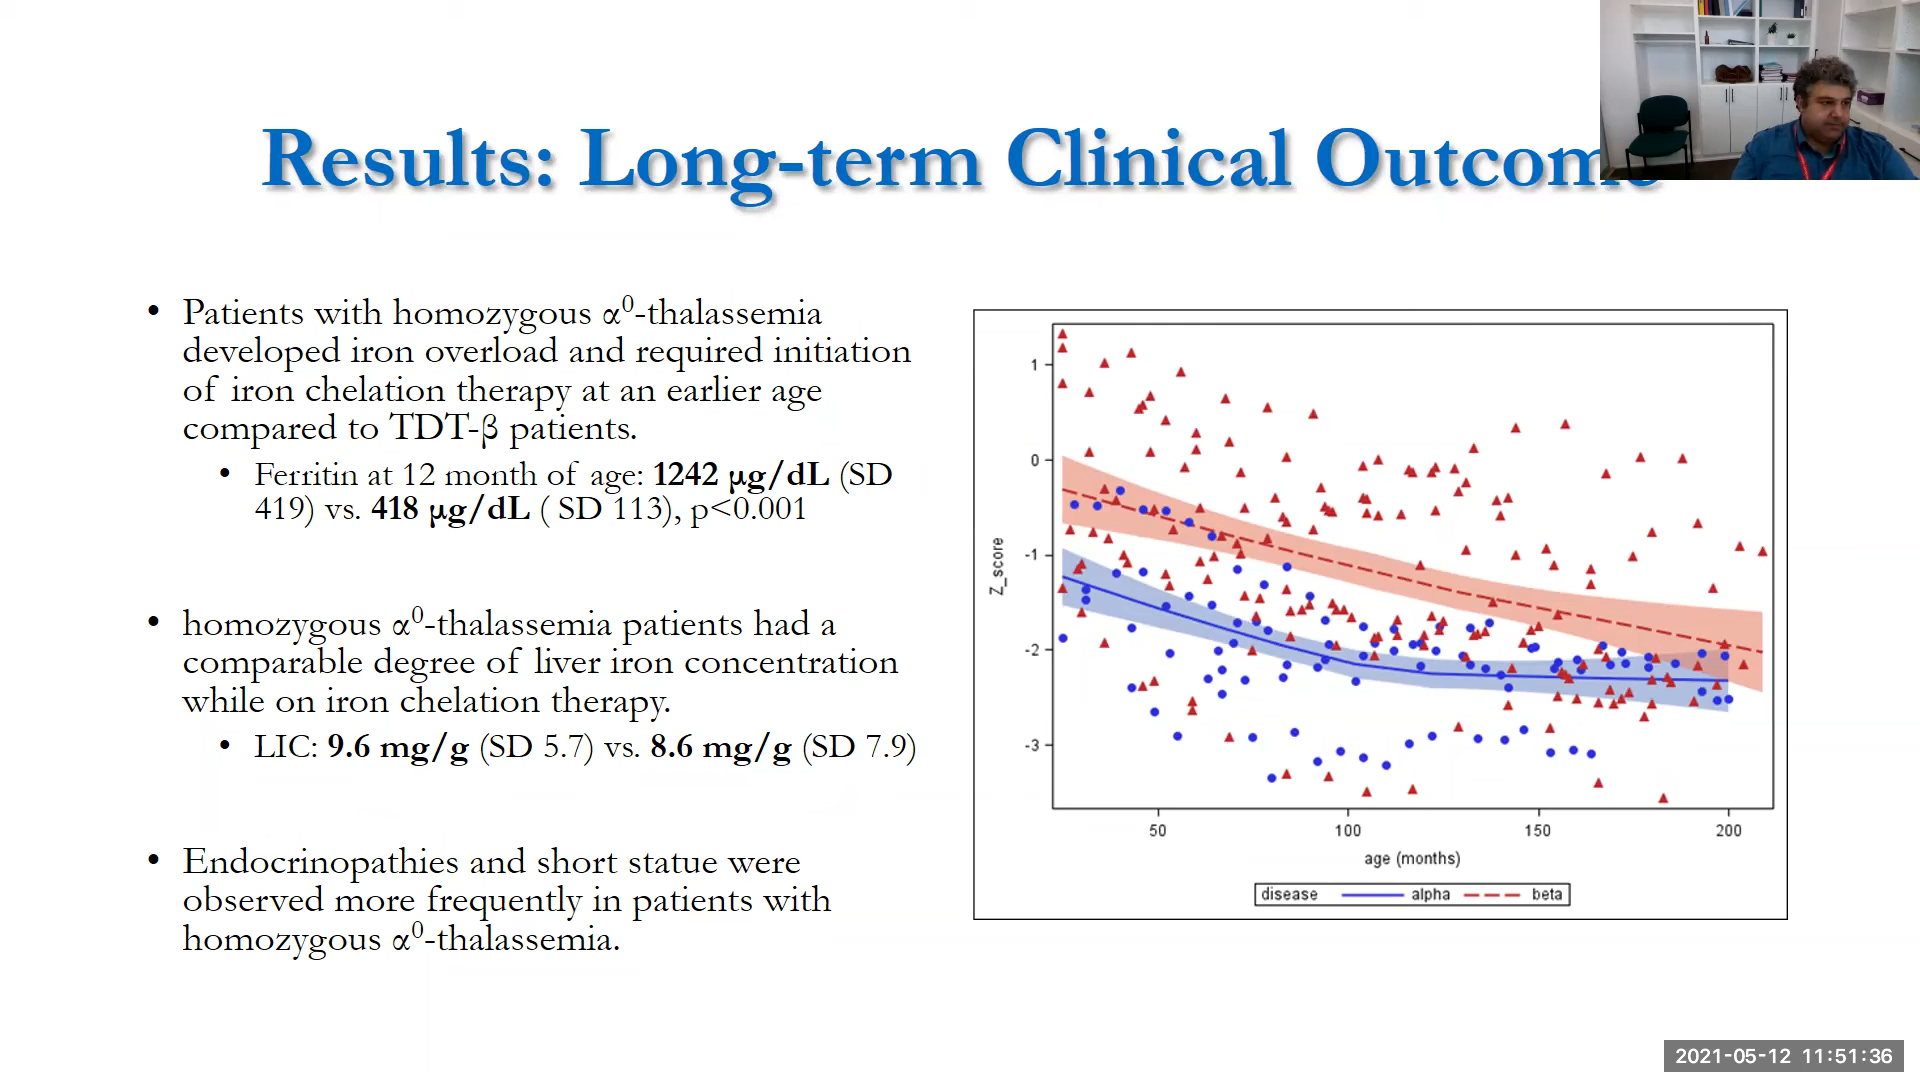 Results: Long-term Clinical Outcome
Patients with homozygous α⁰-thalassemia
developed iron overload and required initiation
of iron chelation therapy at an earlier age
compared to TDT-β patients.
Ferritin at 12 month of age: 1242 µg/dL (SD
419) vs. 418 µg/dL ( SD 113), p<0.001
homozygous α⁰-thalassemia patients had a
comparable degree of liver iron concentration
while on iron chelation therapy.
LIC: 9.6 mg/g (SD 5.7) vs. 8.6 mg/g (SD 7.9)
Endocrinopathies and short statue were
observed more frequently in patients with
homozygous α⁰-thalassemia.
Z_score
1
0
-1
-2
-3
50 100 150 200
age (months)
disease alpha beta
2021-05-12 11:51:36